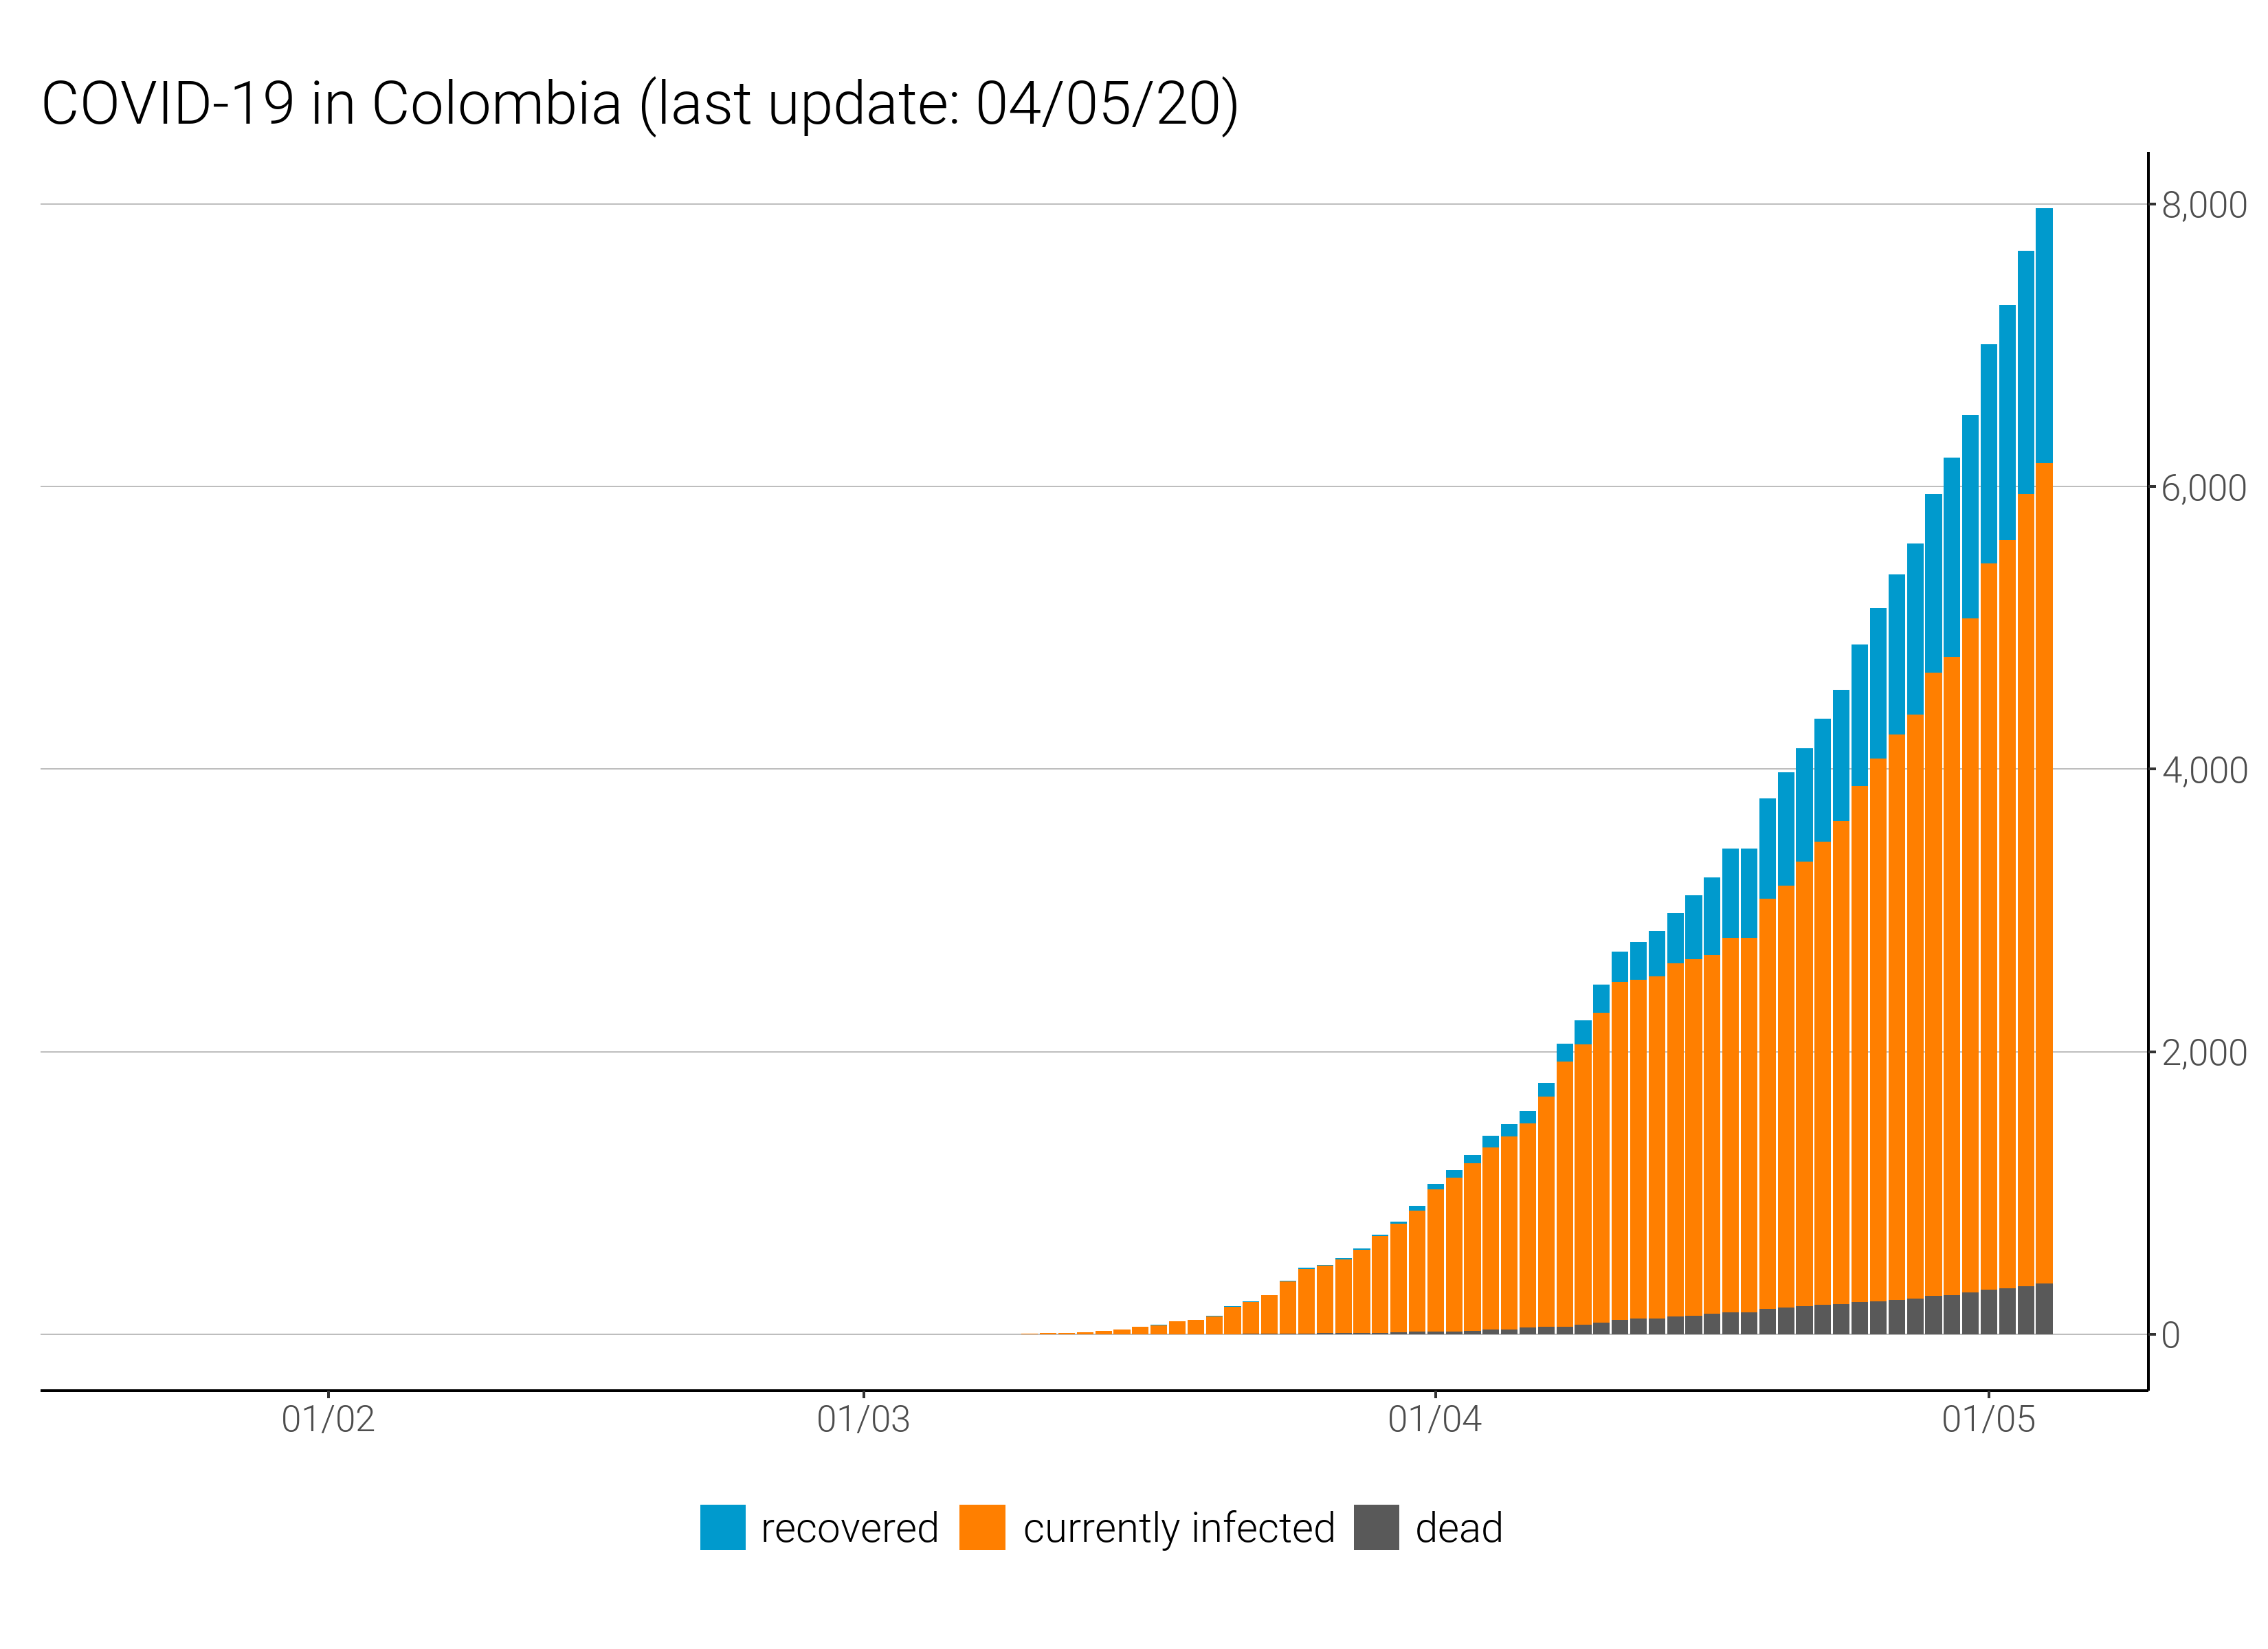 COVID-19 in Colombia (last update: 04/05/20)
8,000
6,000
4,000
2,000
0
01/02 01/03 01/04 01/05
recovered currently infected dead